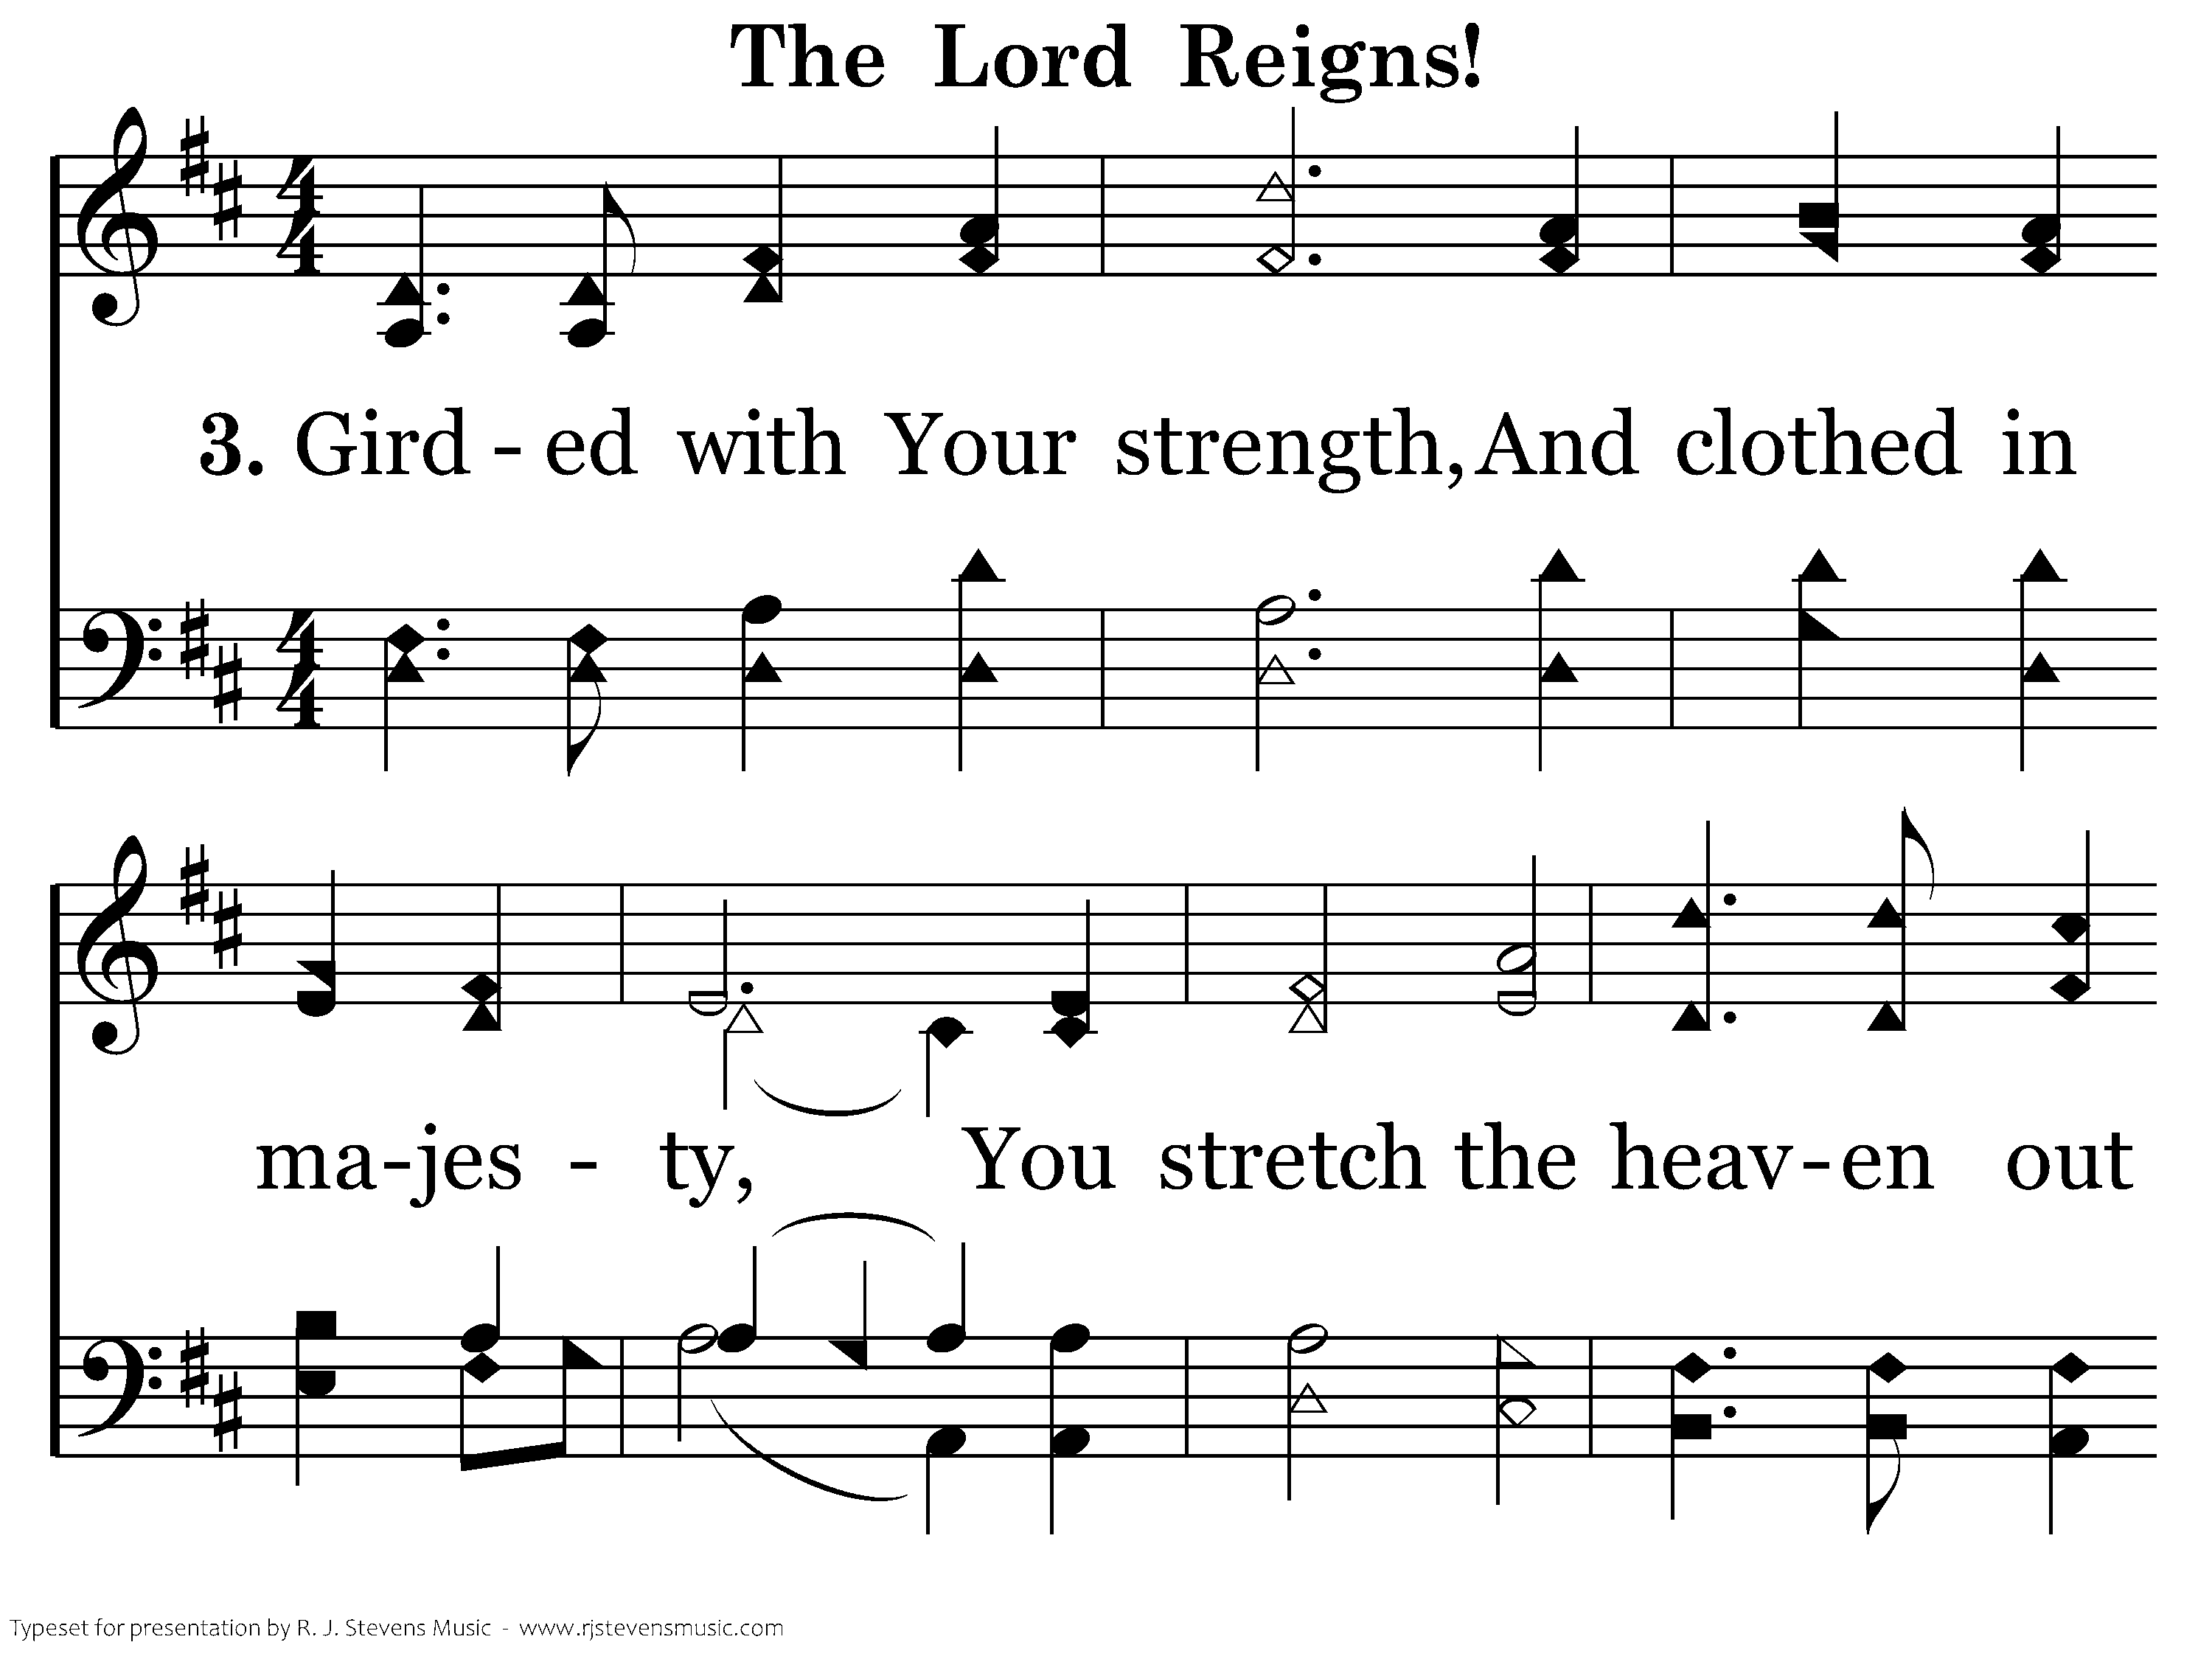 The Lord Reigns!
3. Gird - ed with Your strength, And clothed in
ma-jes - ty, You stretch the heav-en out
Typeset for presentation by R. J. Stevens Music - www.rjstevensmusic.com